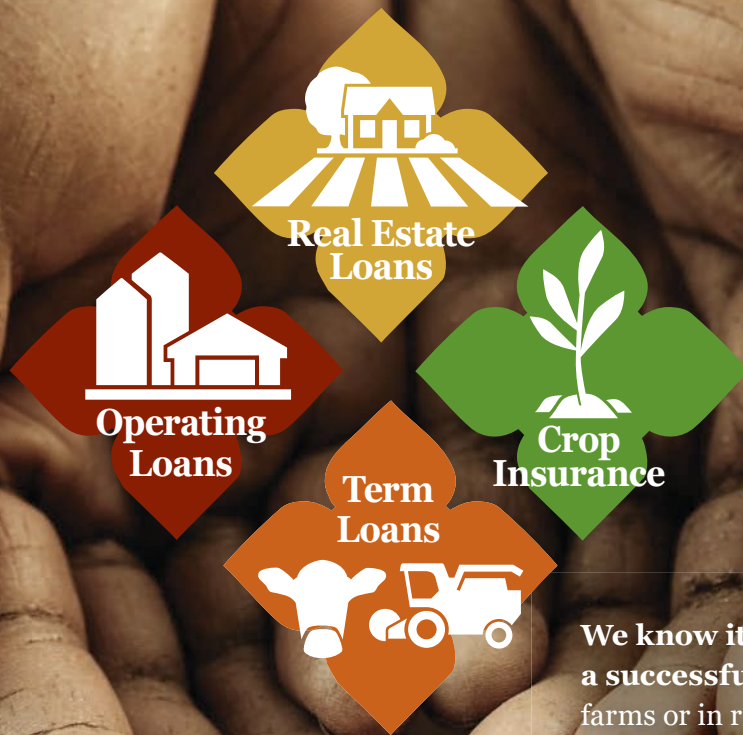 Real Estate
Loans
Operating
Loans
Crop
Insurance
Term
Loans
We know it
a successfu
farms or in r